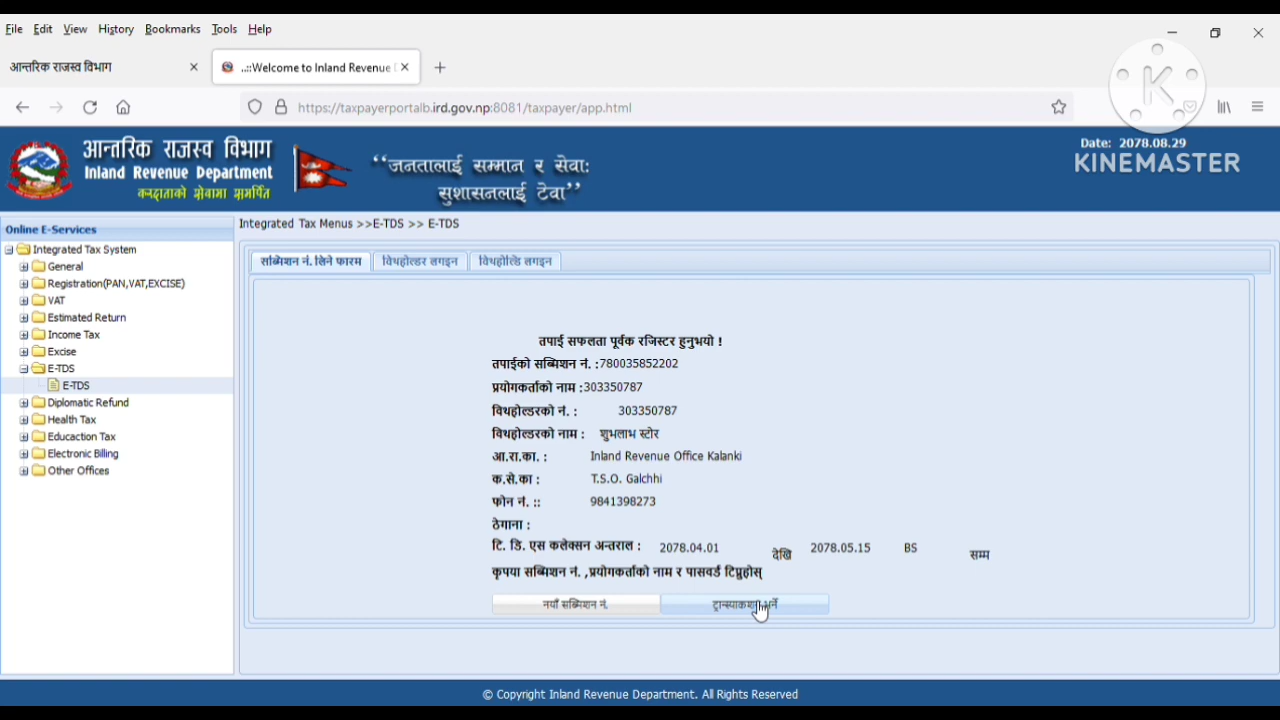 File Edit View History Bookmarks Tools Help
आन्तरिक राजस्व विभाग × ..::Welcome to Inland Revenue × +
https://taxpayerportalb.ird.gov.np:8081/taxpayer/app.html
आन्तरिक राजस्व विभाग
Inland Revenue Department
करदाताको सेवामा समर्पित
“जनतालाई सम्मान र सेवाः
सुशासनलाई टेवा”
Date: 2078.08.29
KINEMASTER
Online E-Services
Integrated Tax System
General
Registration(PAN,VAT,EXCISE)
VAT
Estimated Return
Income Tax
Excise
E-TDS
E-TDS
Diplomatic Refund
Health Tax
Educaction Tax
Electronic Billing
Other Offices
Integrated Tax Menus >>E-TDS >> E-TDS
सब्मिशन नं. लिने फारम विथहोल्डर लगइन विथहोल्डि लगइन
तपाई सफलता पूर्वक रजिस्टर हुनुभयो !
तपाईको सब्मिशन नं. :780035852202
प्रयोगकर्ताको नाम :303350787
विथहोल्डरको नं. : 303350787
विथहोल्डरको नाम : शुभलाभ स्टोर
आ.रा.का. : Inland Revenue Office Kalanki
क.से.का : T.S.O. Galchhi
फोन नं. :: 9841398273
ठेगाना :
टि. डि. एस कलेक्सन अन्तराल : 2078.04.01 देखि 2078.05.15 BS सम्म
कृपया सब्मिशन नं. ,प्रयोगकर्ताको नाम र पासवर्ड टिप्नुहोस्
नयाँ सब्मिशन नं. भर्ने
© Copyright Inland Revenue Department. All Rights Reserved